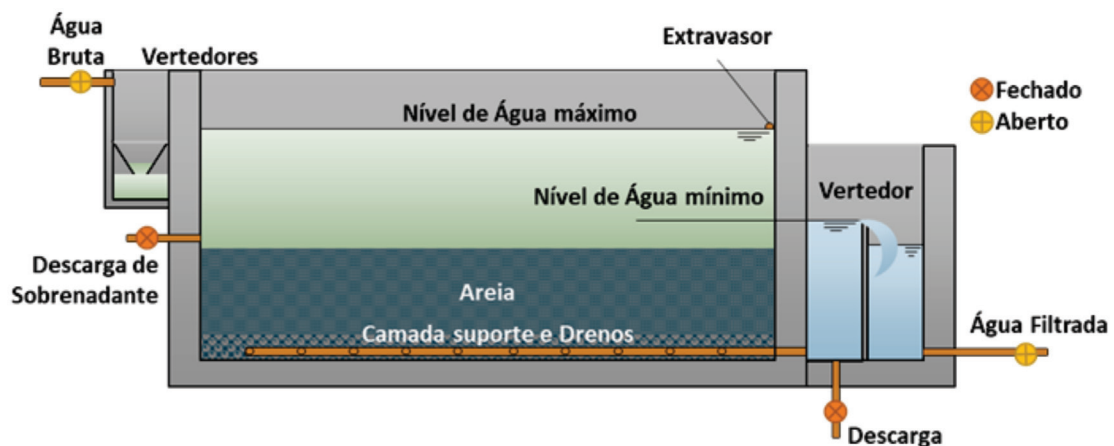 Água
Bruta
Vertedores
Extravasor
Fechado
Aberto
Nível de Água máximo
Nível de Água mínimo
Vertedor
Descarga de
Sobrenadante
Areia
Camada suporte e Drenos
Água Filtrada
Descarga